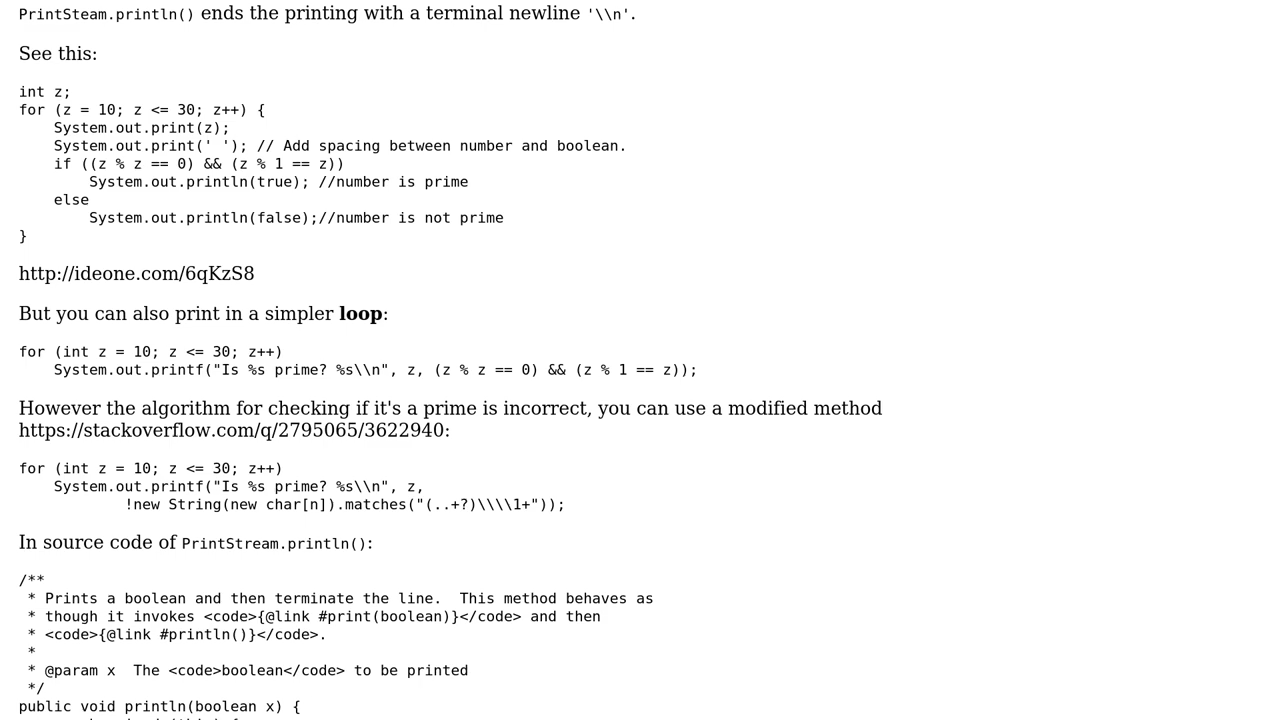 PrintSteam.println() ends the printing with a terminal newline '\\n'.
See this:
int z;
for (z = 10; z <= 30; z++) {
    System.out.print(z);
    System.out.print(' '); // Add spacing between number and boolean.
    if ((z % z == 0) && (z % 1 == z))
        System.out.println(true); //number is prime
    else
        System.out.println(false);//number is not prime
}
http://ideone.com/6qKzS8
But you can also print in a simpler loop:
for (int z = 10; z <= 30; z++)
    System.out.printf("Is %s prime? %s\\n", z, (z % z == 0) && (z % 1 == z));
However the algorithm for checking if it's a prime is incorrect, you can use a modified method
https://stackoverflow.com/q/2795065/3622940:
for (int z = 10; z <= 30; z++)
    System.out.printf("Is %s prime? %s\\n", z,
            !new String(new char[n]).matches("(..+?)\\\\1+"));
In source code of PrintStream.println():
/**
 * Prints a boolean and then terminate the line.  This method behaves as
 * though it invokes <code>{@link #print(boolean)}</code> and then
 * <code>{@link #println()}</code>.
 *
 * @param x  The <code>boolean</code> to be printed
 */
public void println(boolean x) {